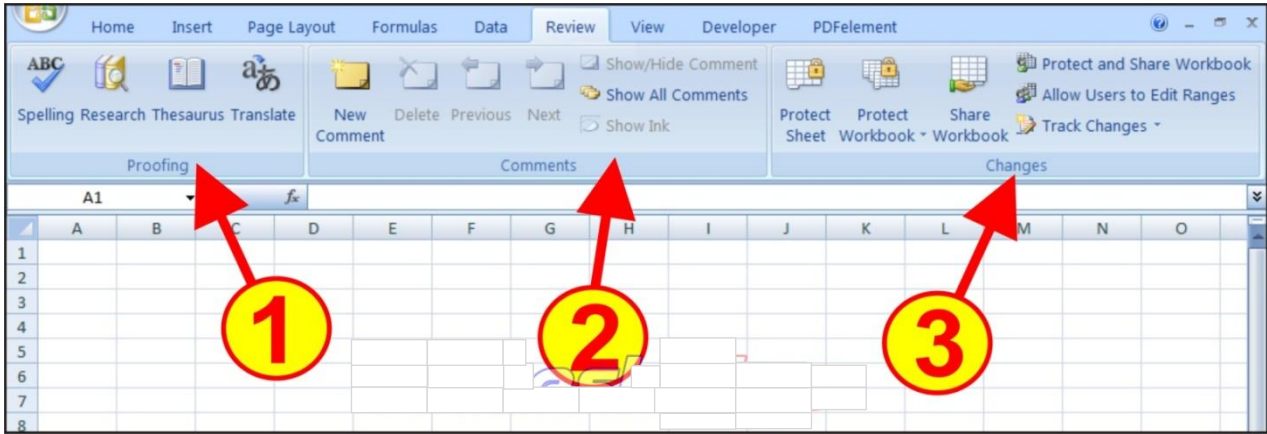 Home Insert Page Layout Formulas Data Review View Developer PDFelement
ABC
Spelling Research Thesaurus Translate
Proofing
New Comment Delete Previous Next
Show/Hide Comment
Show All Comments
Show Ink
Comments
Protect Sheet Protect Workbook Share Workbook
Protect and Share Workbook
Allow Users to Edit Ranges
Track Changes
Changes
A1 fx
A B C D E F G H I J K L M N O
1
2
3
4
5
6
7
8
1 2 3